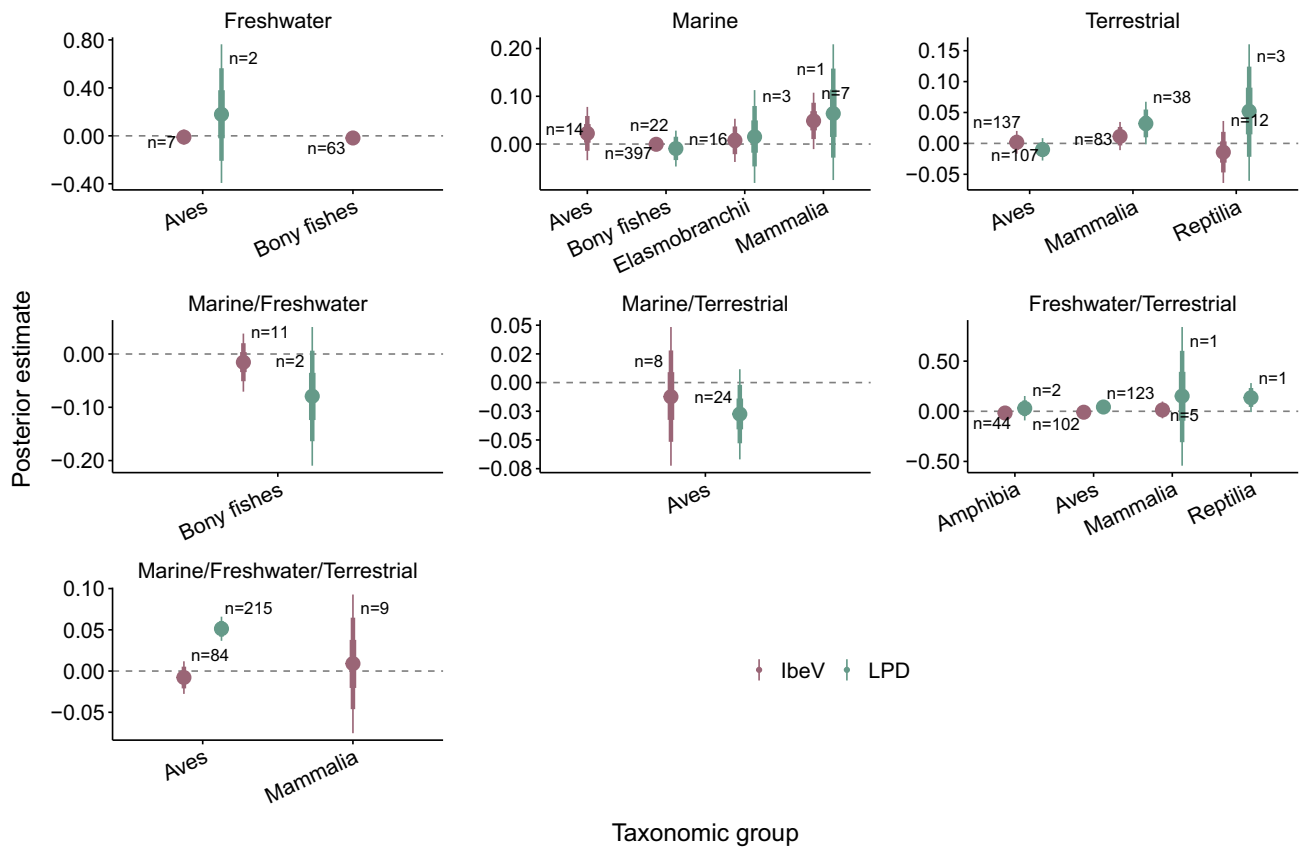 Freshwater
0.80
0.40
0.00
−0.40
n=2
n=7
n=63
Aves
Bony fishes
Marine
0.20
0.10
0.00
n=14
n=22
n=397
n=16
n=3
n=1
n=7
Aves
Bony fishes
Elasmobranchii
Mammalia
Terrestrial
0.15
0.10
0.05
0.00
−0.05
n=137
n=107
n=38
n=83
n=3
n=12
Aves
Mammalia
Reptilia
Posterior estimate
Marine/Freshwater
0.00
−0.10
−0.20
n=11
n=2
Bony fishes
Marine/Terrestrial
0.05
0.02
0.00
−0.03
−0.05
−0.08
n=8
n=24
Aves
Freshwater/Terrestrial
0.50
0.00
−0.50
n=2
n=44
n=102
n=123
n=1
n=5
n=1
Amphibia
Aves
Mammalia
Reptilia
Marine/Freshwater/Terrestrial
0.10
0.05
0.00
−0.05
n=215
n=84
n=9
Aves
Mammalia
IbeV
LPD
Taxonomic group